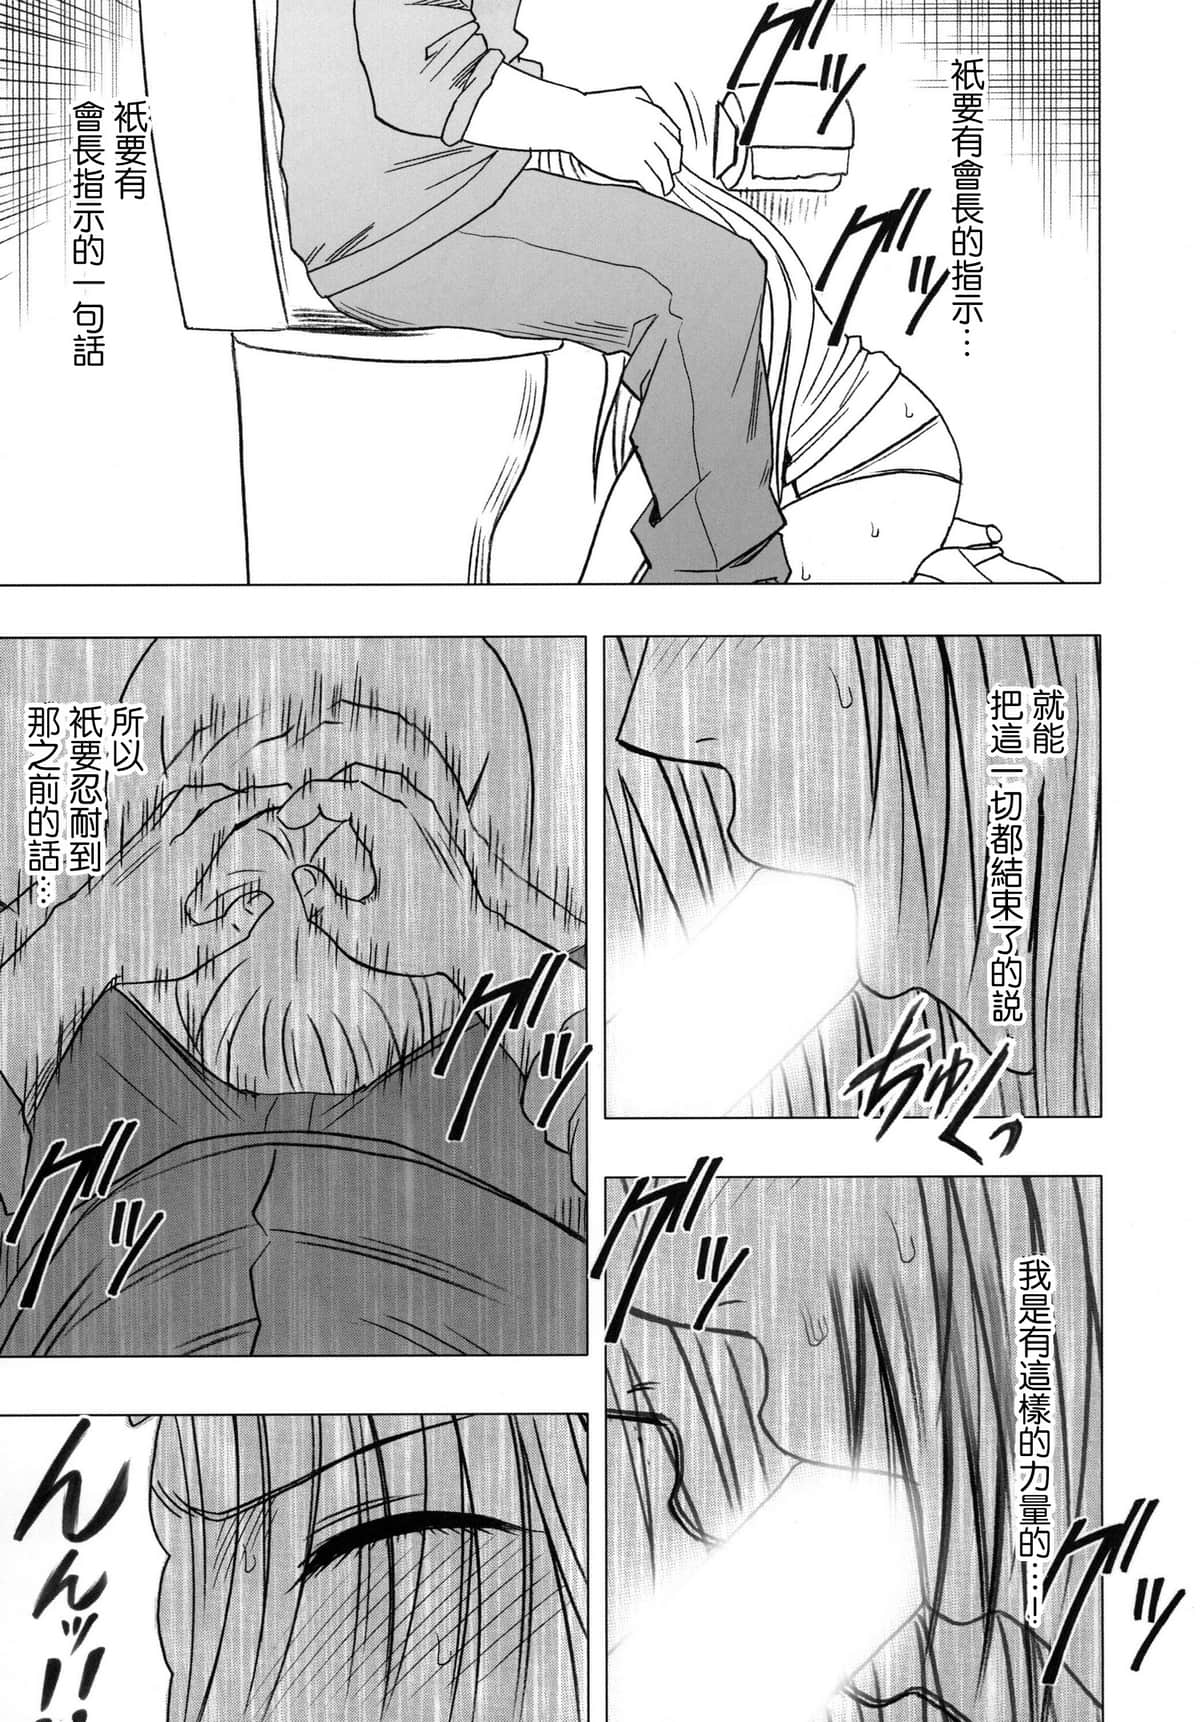 祇要有會長的指示…
グッ
グッ
祇要有
會長指示的一句話
就能
把這一切都結束了的説
ちゅくっ
所以
祇要忍耐到
那之前的話…
グッ
グッ
我是有這樣的力量的…！
グッ
グッ
んんッ!!